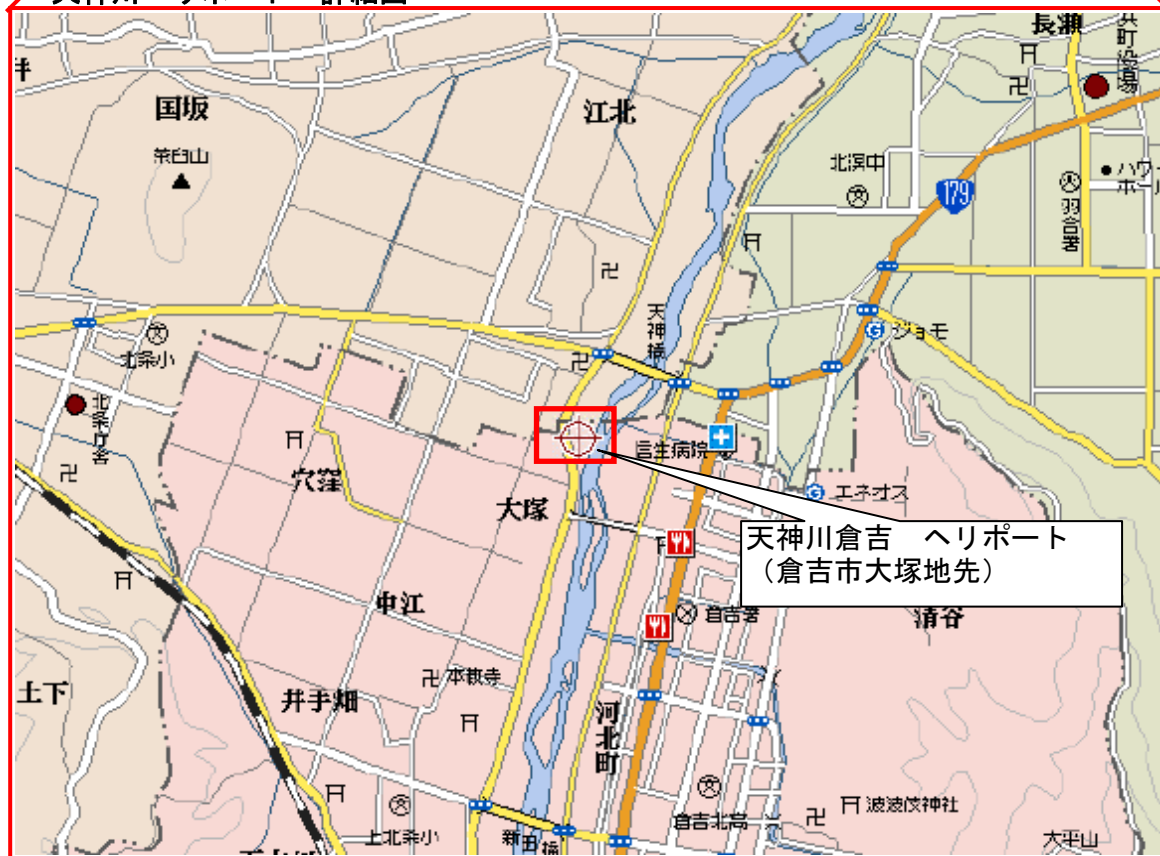 長瀬
国坂
江北
茶臼山
北溟中
179
羽合署
天神橋
ジョモ
北条小
北条庁舎
信生病院
穴窪
エネオス
大塚
天神川倉吉　ヘリポート
（倉吉市大塚地先）
中江
倉吉署
清谷
土下
井手畑
河北町
上北条小
新田橋
倉吉北高
波波伎神社
大平山